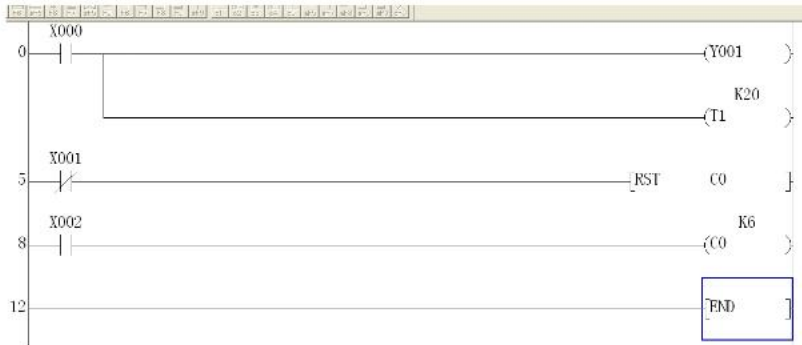 X000
0 (Y001 )
K20
(T1 )
X001
5 [RST C0 ]
X002 K6
8 (C0 )
12 [END ]